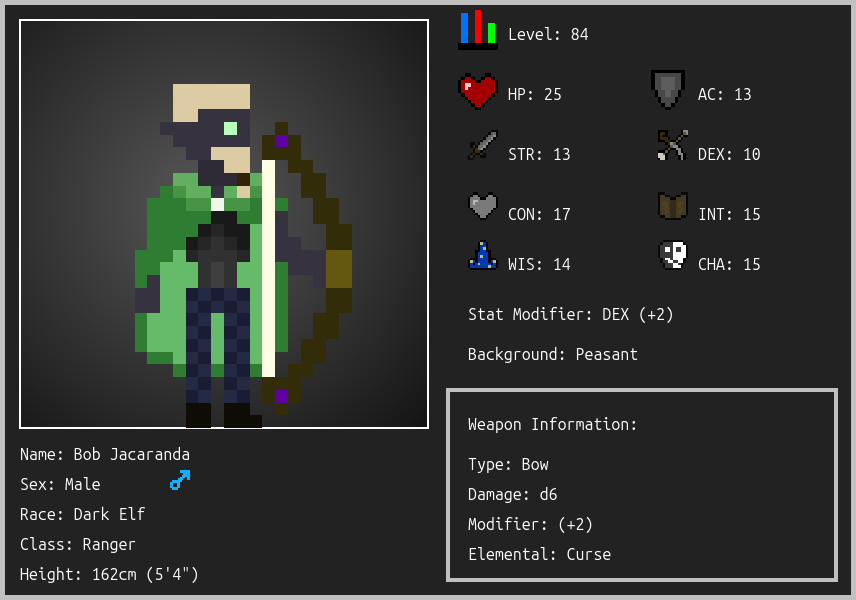 Level: 84
HP: 25
AC: 13
STR: 13
DEX: 10
CON: 17
INT: 15
WIS: 14
CHA: 15
Stat Modifier: DEX (+2)
Background: Peasant
Weapon Information:
Type: Bow
Damage: d6
Modifier: (+2)
Elemental: Curse
Name: Bob Jacaranda
Sex: Male
Race: Dark Elf
Class: Ranger
Height: 162cm (5'4")